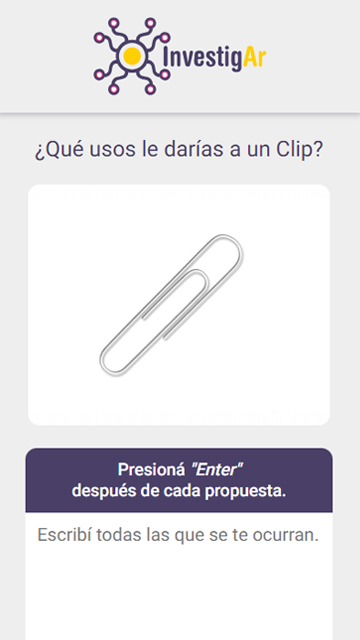 InvestigAr
¿Qué usos le darías a un Clip?
Presioná "Enter"
después de cada propuesta.
Escribí todas las que se te ocurran.